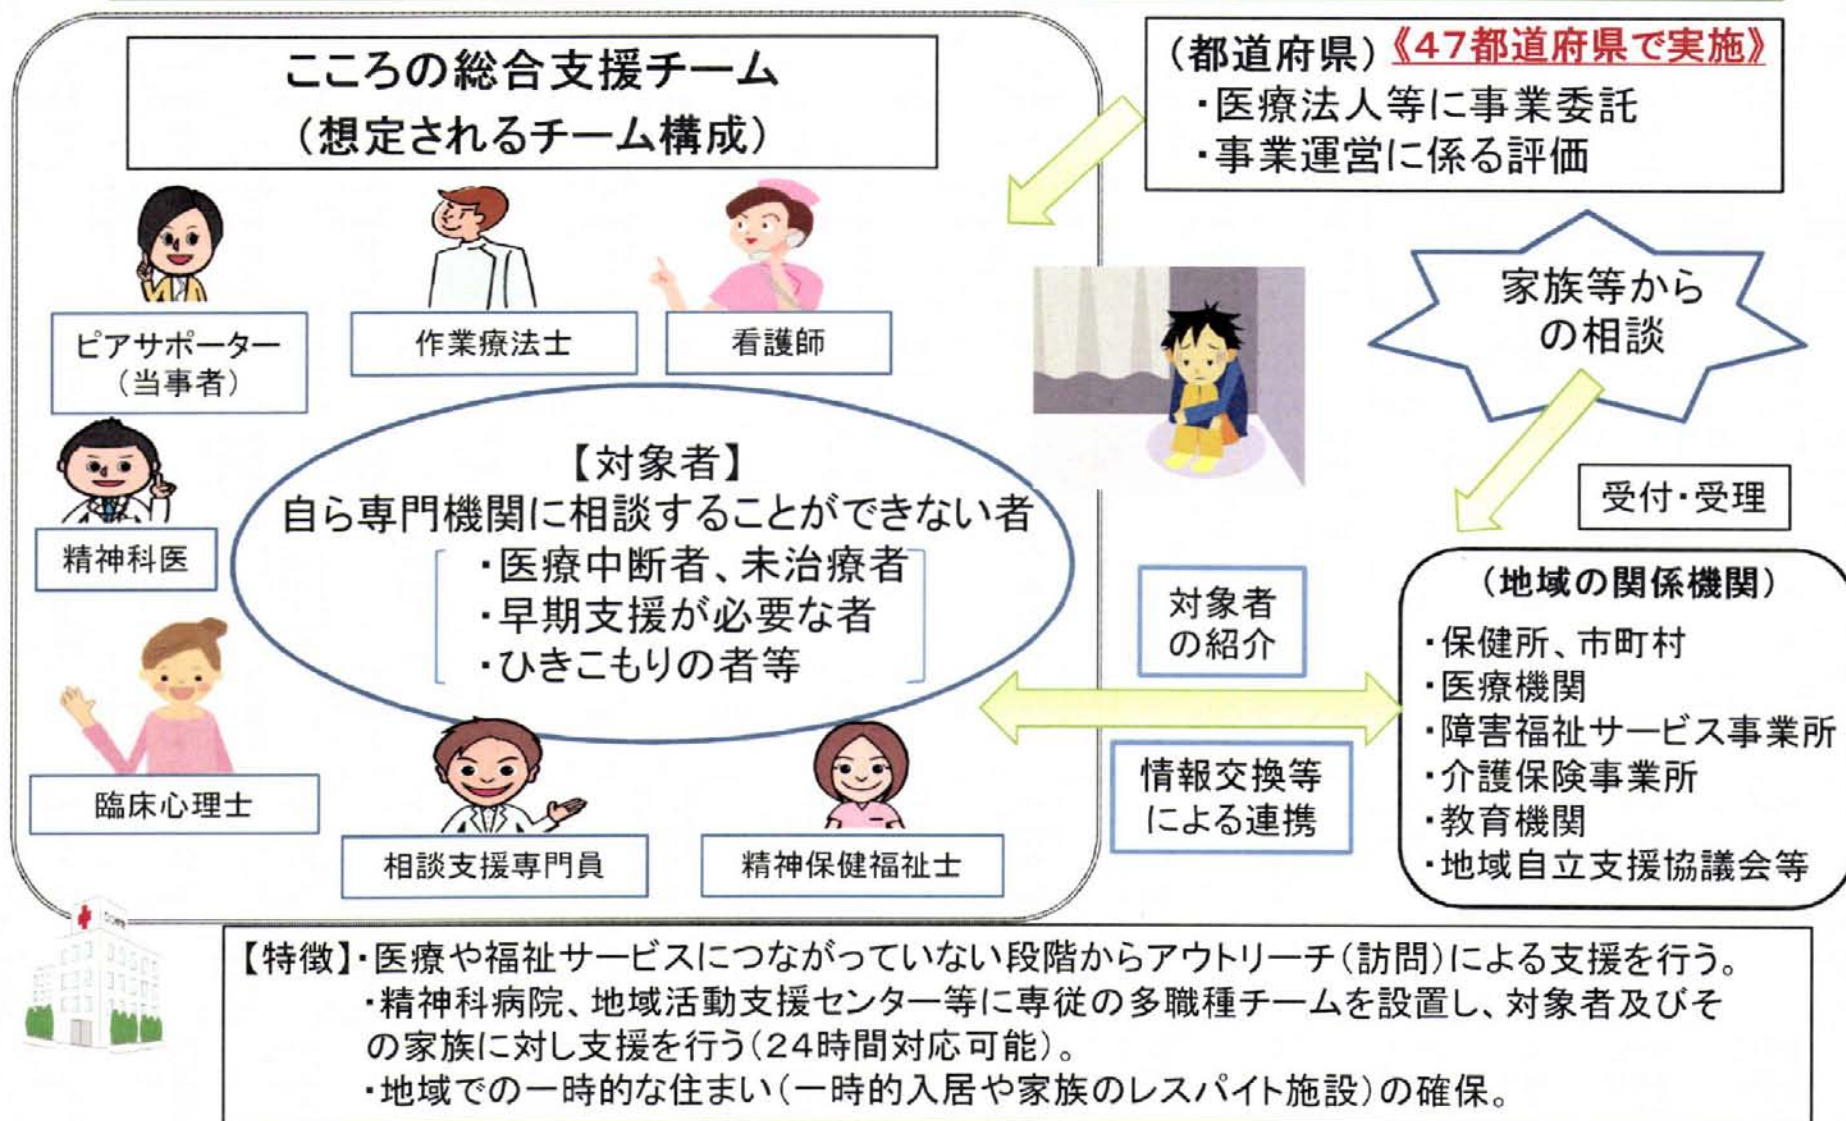 こころの総合支援チーム
（想定されるチーム構成）
（都道府県）《47都道府県で実施》
・医療法人等に事業委託
・事業運営に係る評価
ピアサポーター
（当事者）
作業療法士
看護師
家族等から
の相談
精神科医
【対象者】
自ら専門機関に相談することができない者
・医療中断者、未治療者
・早期支援が必要な者
・ひきこもりの者等
受付・受理
対象者
の紹介
（地域の関係機関）
・保健所、市町村
・医療機関
・障害福祉サービス事業所
・介護保険事業所
・教育機関
・地域自立支援協議会等
情報交換等
による連携
臨床心理士
相談支援専門員
精神保健福祉士
【特徴】・医療や福祉サービスにつながっていない段階からアウトリーチ（訪問）による支援を行う。
・精神科病院、地域活動支援センター等に専従の多職種チームを設置し、対象者及びそ
の家族に対し支援を行う（24時間対応可能）。
・地域での一時的な住まい（一時的入居や家族のレスパイト施設）の確保。